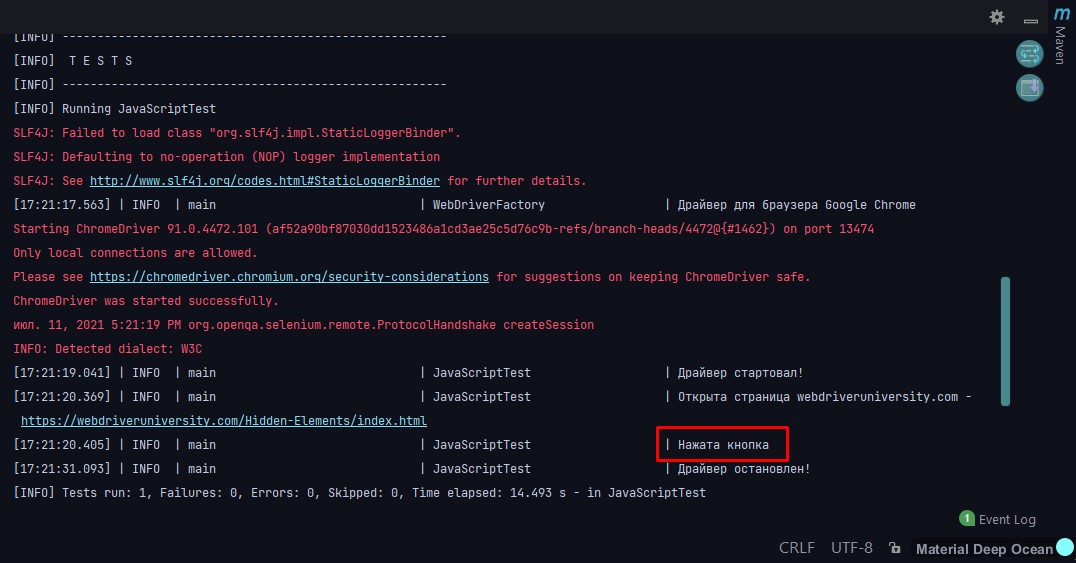 m
Maven
[INFO] -------------------------------------------------------
[INFO]  T E S T S
[INFO] -------------------------------------------------------
[INFO] Running JavaScriptTest
SLF4J: Failed to load class "org.slf4j.impl.StaticLoggerBinder".
SLF4J: Defaulting to no-operation (NOP) logger implementation
SLF4J: See http://www.slf4j.org/codes.html#StaticLoggerBinder for further details.
[17:21:17.563] | INFO  | main | WebDriverFactory | Драйвер для браузера Google Chrome
Starting ChromeDriver 91.0.4472.101 (af52a90bf87030dd1523486a1cd3ae25c5d76c9b-refs/branch-heads/4472@{#1462}) on port 13474
Only local connections are allowed.
Please see https://chromedriver.chromium.org/security-considerations for suggestions on keeping ChromeDriver safe.
ChromeDriver was started successfully.
июл. 11, 2021 5:21:19 PM org.openqa.selenium.remote.ProtocolHandshake createSession
INFO: Detected dialect: W3C
[17:21:19.041] | INFO  | main | JavaScriptTest | Драйвер стартовал!
[17:21:20.369] | INFO  | main | JavaScriptTest | Открыта страница webdriveruniversity.com -
https://webdriveruniversity.com/Hidden-Elements/index.html
[17:21:20.405] | INFO  | main | JavaScriptTest | Нажата кнопка
[17:21:31.093] | INFO  | main | JavaScriptTest | Драйвер остановлен!
[INFO] Tests run: 1, Failures: 0, Errors: 0, Skipped: 0, Time elapsed: 14.493 s - in JavaScriptTest
1 Event Log
CRLF UTF-8 Material Deep Ocean